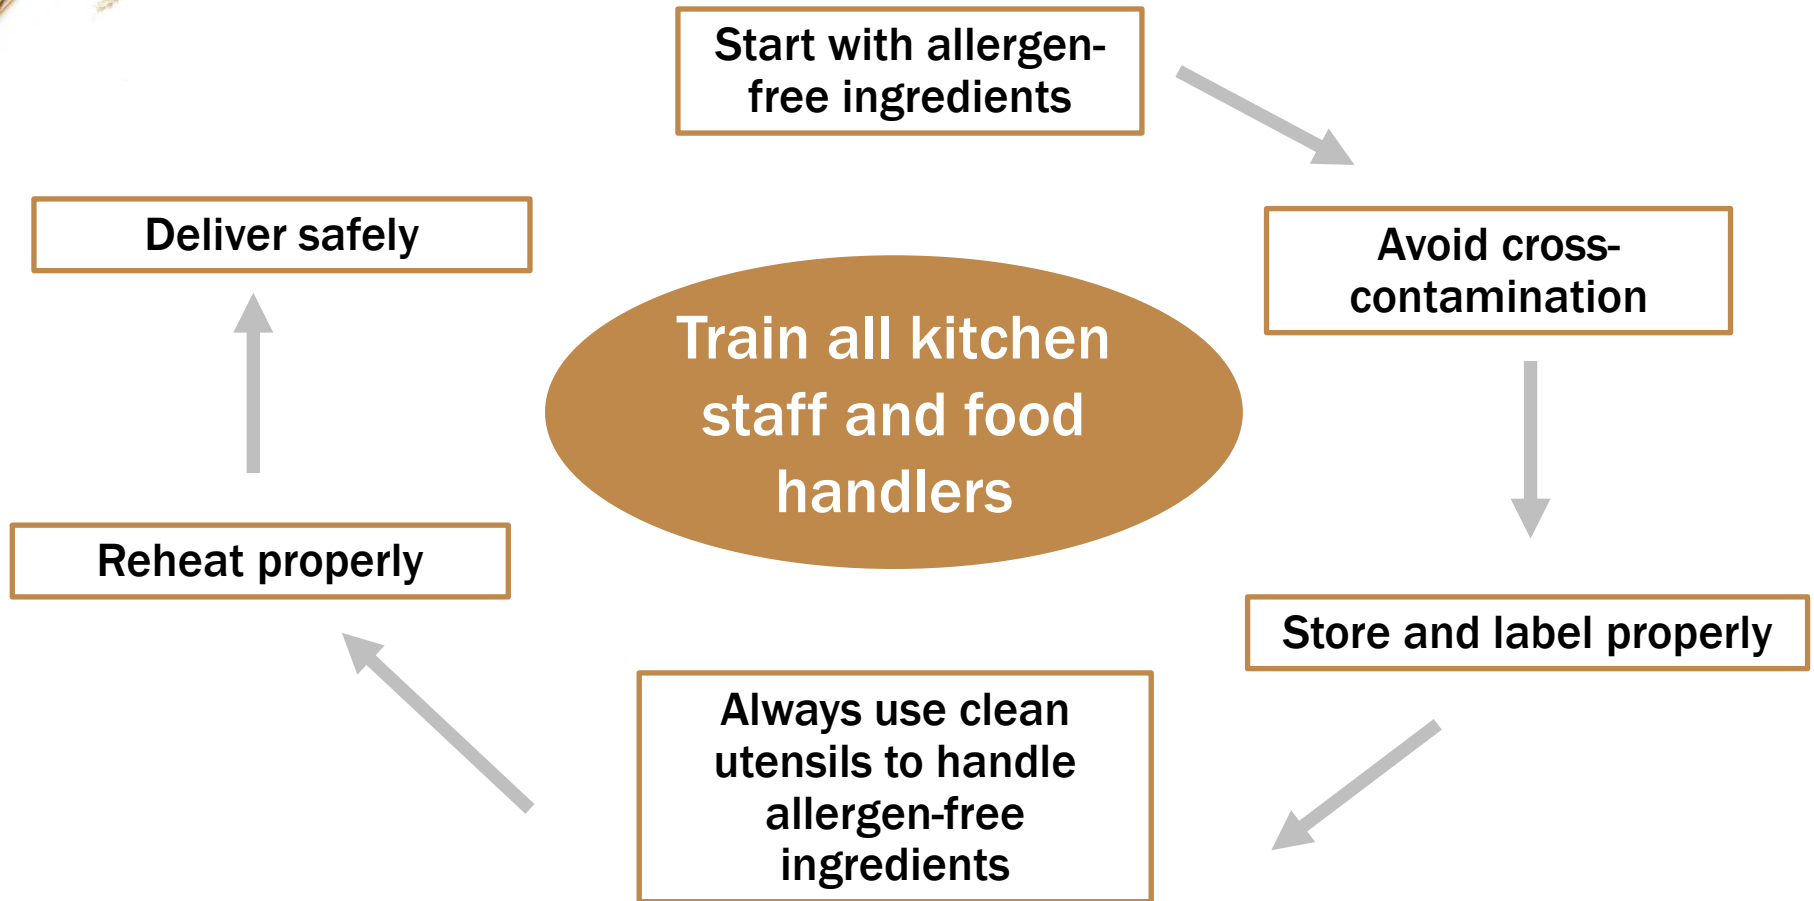 Start with allergen-
free ingredients
Avoid cross-
contamination
Store and label properly
Always use clean
utensils to handle
allergen-free
ingredients
Reheat properly
Deliver safely
Train all kitchen
staff and food
handlers